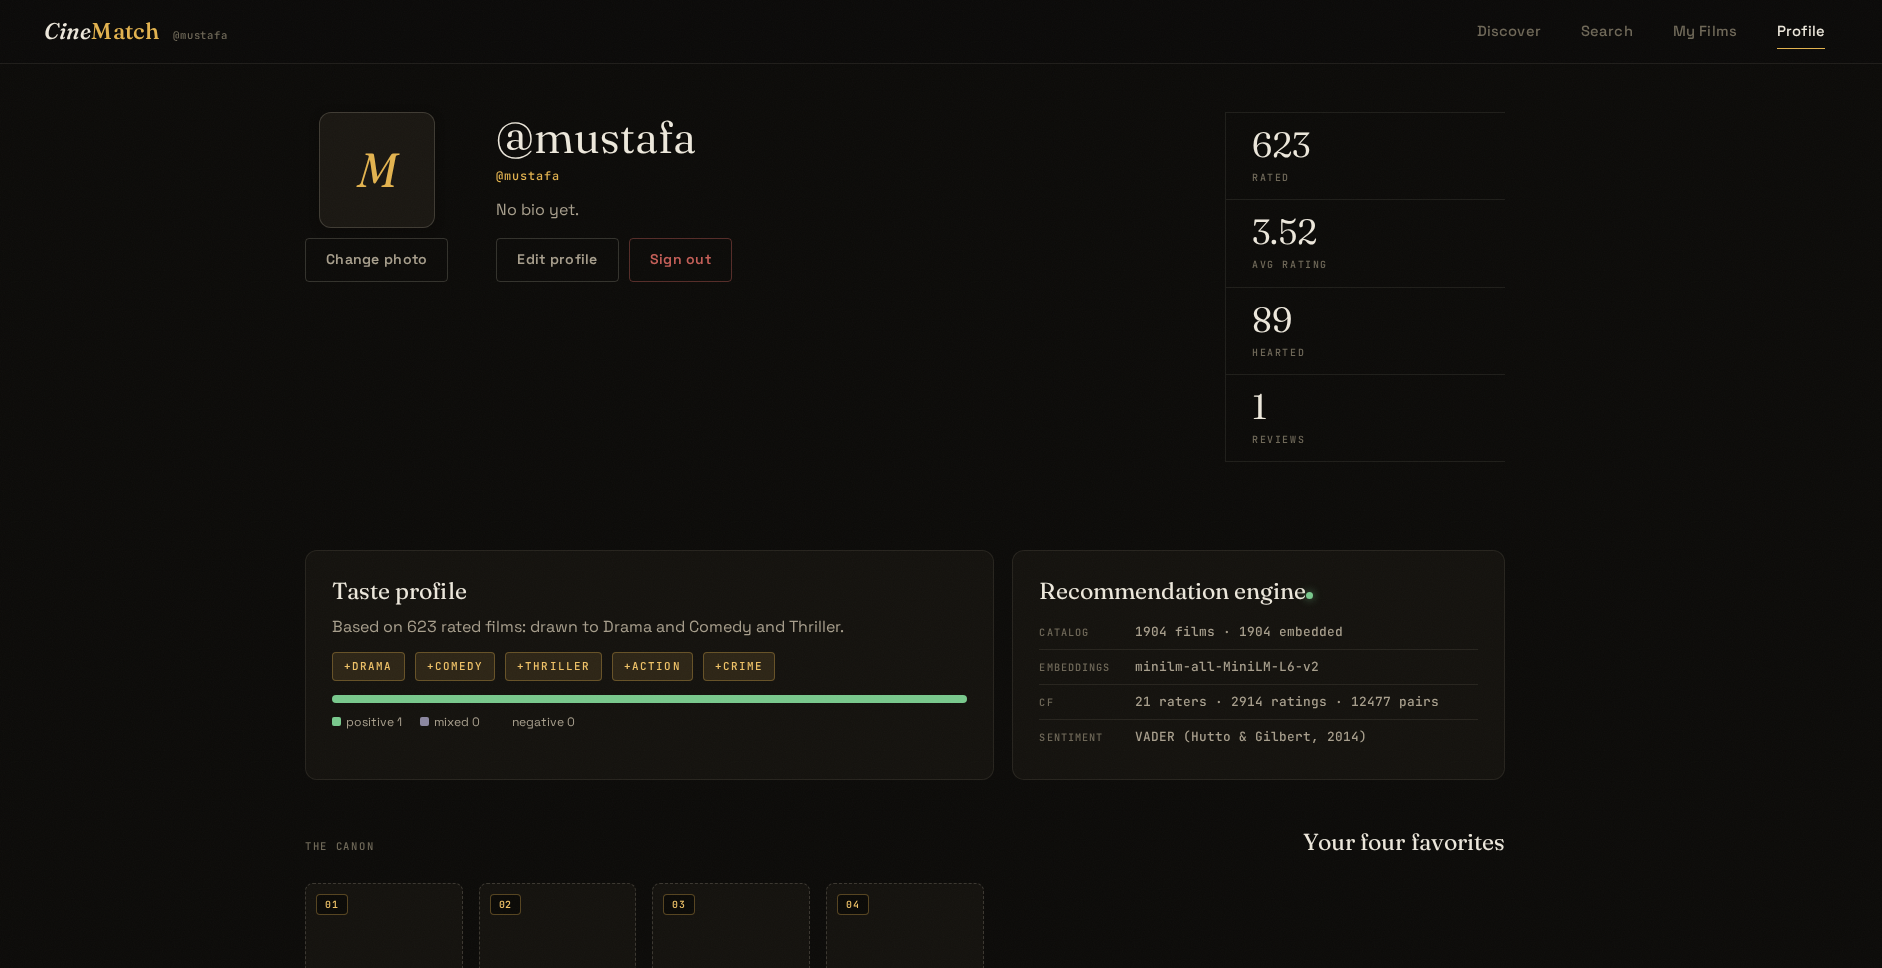 CineMatch @mustafa
Discover Search My Films Profile
M
Change photo
@mustafa
@mustafa
No bio yet.
Edit profile Sign out
623
RATED
3.52
AVG RATING
89
HEARTED
1
REVIEWS
Taste profile
Based on 623 rated films: drawn to Drama and Comedy and Thriller.
+DRAMA +COMEDY +THRILLER +ACTION +CRIME
positive 1 mixed 0 negative 0
Recommendation engine
CATALOG 1904 films · 1904 embedded
EMBEDDINGS minilm-all-MiniLM-L6-v2
CF 21 raters · 2914 ratings · 12477 pairs
SENTIMENT VADER (Hutto & Gilbert, 2014)
THE CANON
Your four favorites
01 02 03 04